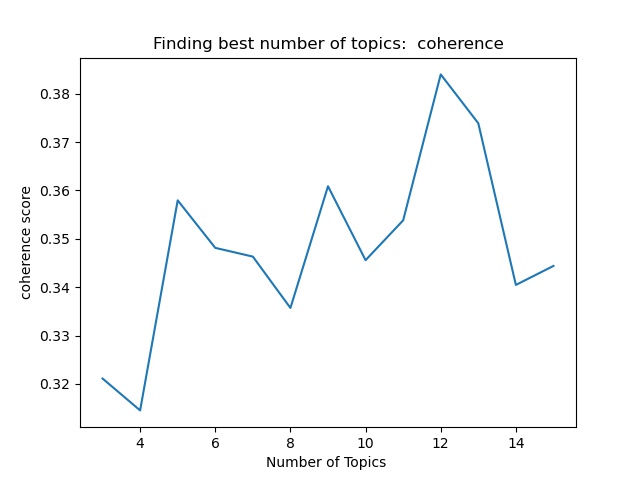 Finding best number of topics:  coherence
coherence score
0.38
0.37
0.36
0.35
0.34
0.33
0.32
4 6 8 10 12 14
Number of Topics